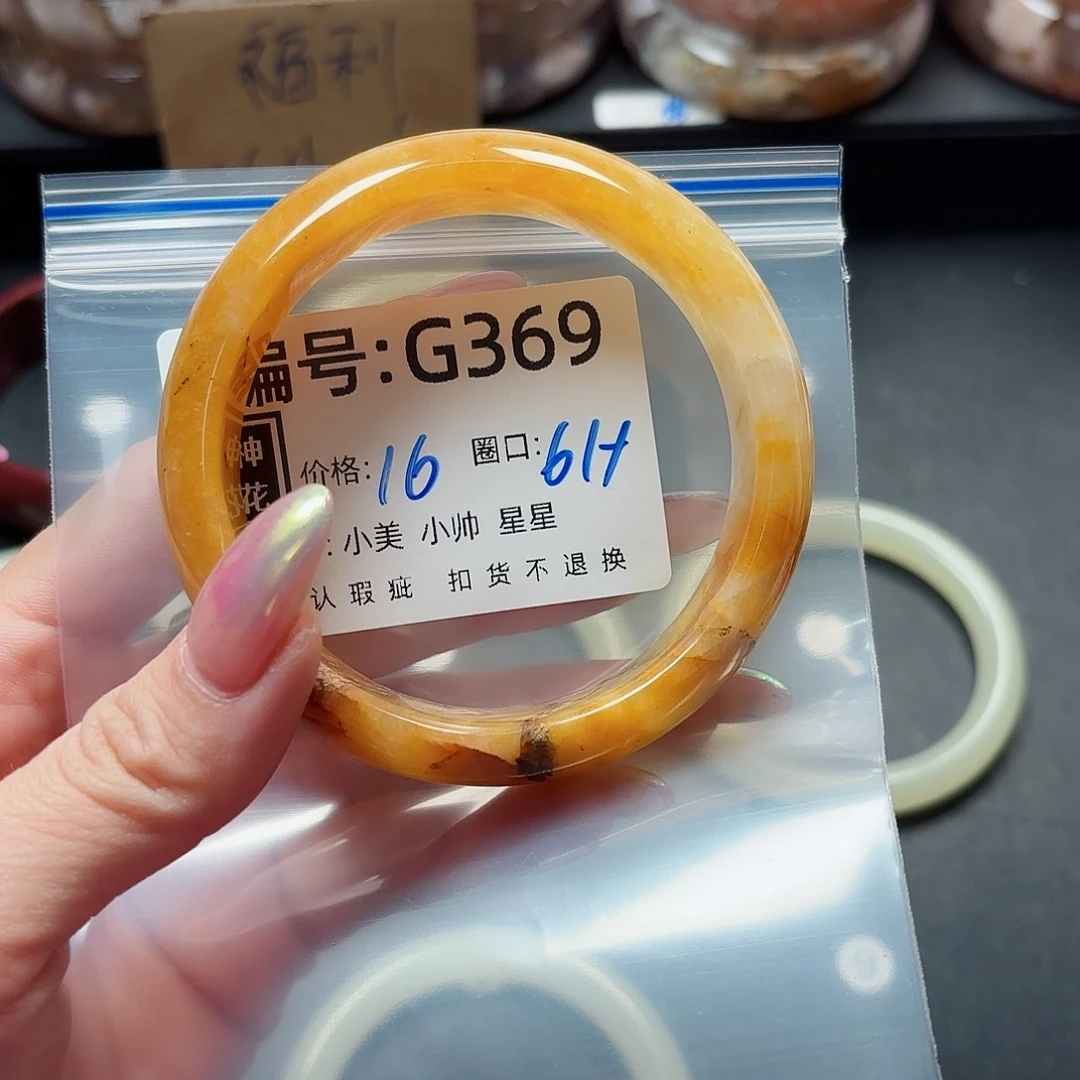 福利
编号:G369
价格:16 圈口:61H
:小美 小帅 星星
认瑕疵 扣货不退换